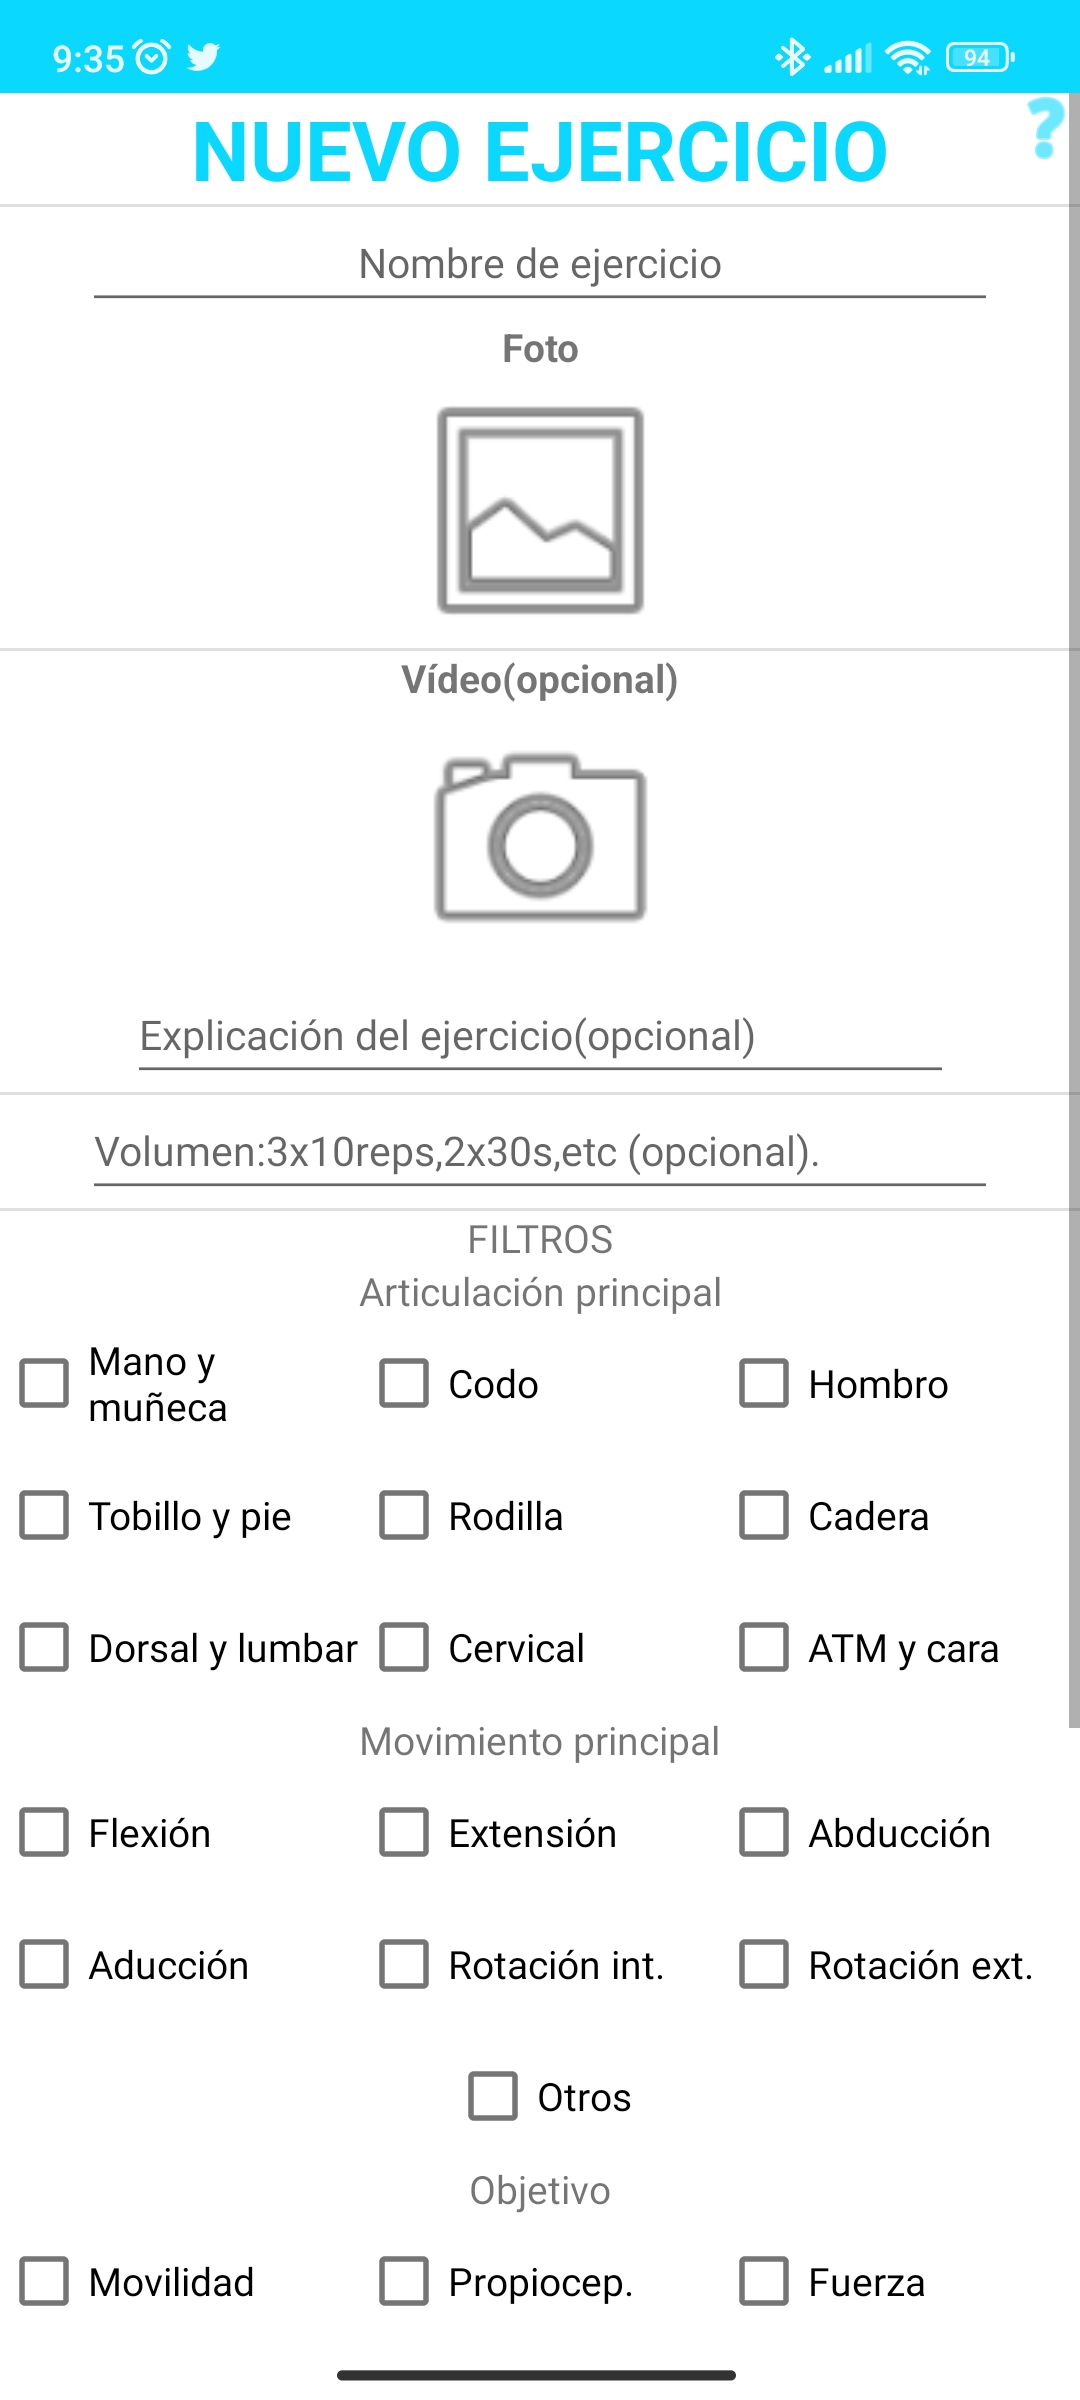 9:35
94
NUEVO EJERCICIO
?
Nombre de ejercicio
Foto
Vídeo(opcional)
Explicación del ejercicio(opcional)
Volumen:3x10reps,2x30s,etc (opcional).
FILTROS
Articulación principal
Mano y
muñeca
Codo
Hombro
Tobillo y pie
Rodilla
Cadera
Dorsal y lumbar
Cervical
ATM y cara
Movimiento principal
Flexión
Extensión
Abducción
Aducción
Rotación int.
Rotación ext.
Otros
Objetivo
Movilidad
Propiocep.
Fuerza